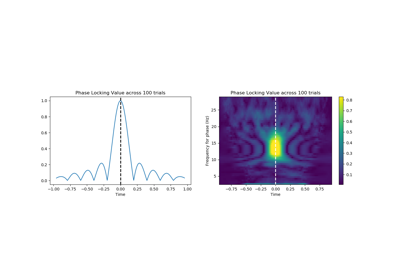 Phase Locking Value across 100 trials
1.0
0.8
0.6
0.4
0.2
0.0
−1.00 −0.75 −0.50 −0.25 0.00 0.25 0.50 0.75 1.00
Time
Phase Locking Value across 100 trials
Frequency for phase (Hz)
25
20
15
10
5
−0.75 −0.50 −0.25 0.00 0.25 0.50 0.75
Time
0.8
0.7
0.6
0.5
0.4
0.3
0.2
0.1